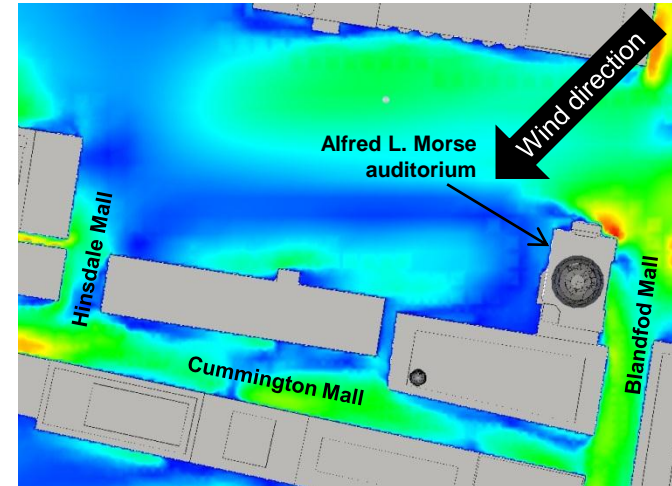 Wind direction
Alfred L. Morse
auditorium
Hinsdale Mall
Blandfod Mall
Cummington Mall